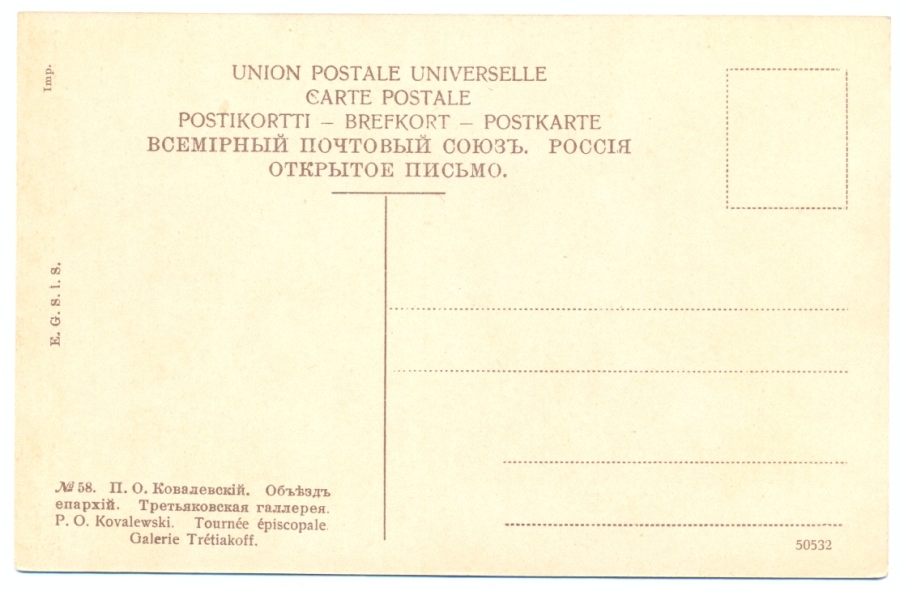 Imp.
UNION POSTALE UNIVERSELLE
CARTE POSTALE
POSTIKORTTI – BREFKORT – POSTKARTE
ВСЕМІРНЫЙ ПОЧТОВЫЙ СОЮЗЪ. РОССІЯ
ОТКРЫТОЕ ПИСЬМО.
E. G. S. i. S.
№ 58. П. О. Ковалевскій. Объѣздъ
епархій. Третьяковская галлерея.
P. O. Kovalewski. Tournée épiscopale.
Galerie Trétiakoff.
50532